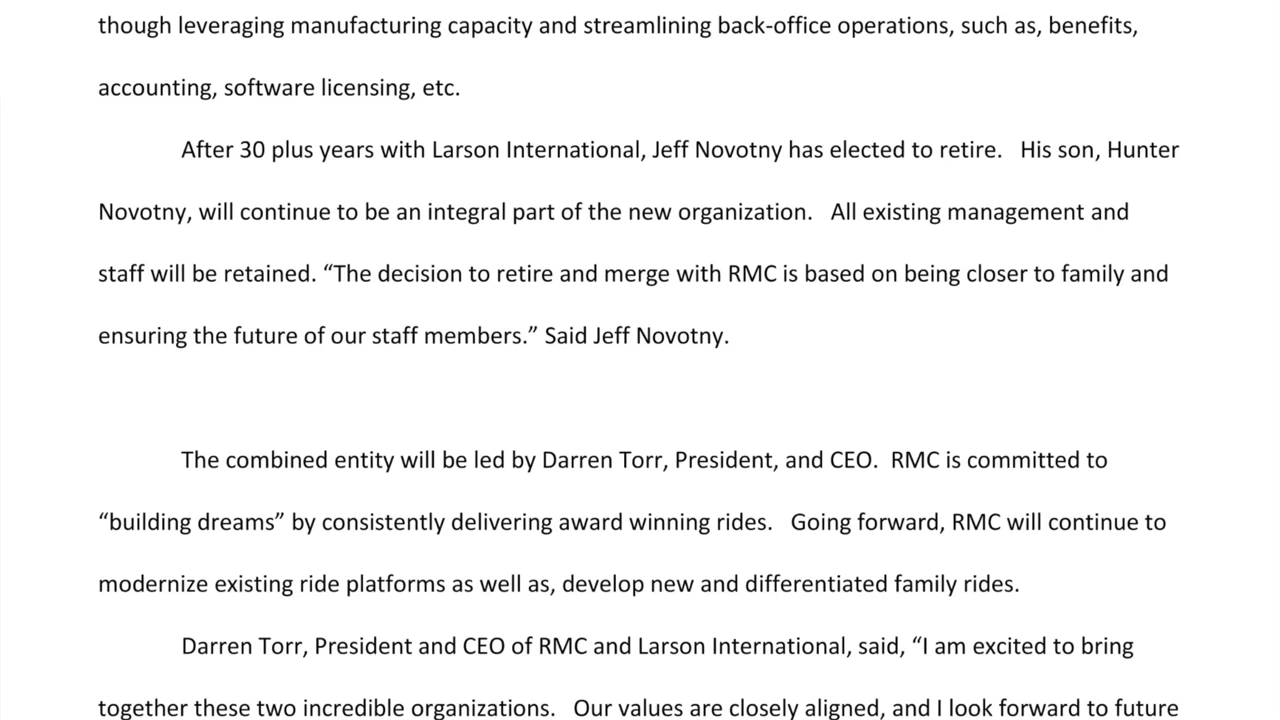 though leveraging manufacturing capacity and streamlining back-office operations, such as, benefits,
accounting, software licensing, etc.
After 30 plus years with Larson International, Jeff Novotny has elected to retire.   His son, Hunter
Novotny, will continue to be an integral part of the new organization.   All existing management and
staff will be retained. “The decision to retire and merge with RMC is based on being closer to family and
ensuring the future of our staff members.” Said Jeff Novotny.
The combined entity will be led by Darren Torr, President, and CEO.  RMC is committed to
“building dreams” by consistently delivering award winning rides.   Going forward, RMC will continue to
modernize existing ride platforms as well as, develop new and differentiated family rides.
Darren Torr, President and CEO of RMC and Larson International, said, “I am excited to bring
together these two incredible organizations.   Our values are closely aligned, and I look forward to future